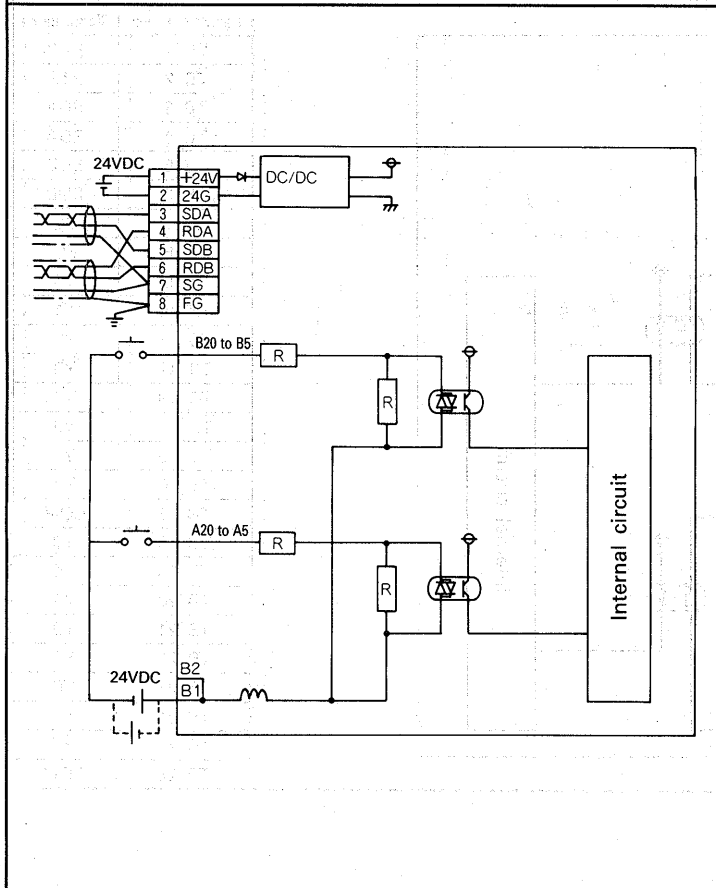 24VDC
1 +24V
2 24G
3 SDA
4 RDA
5 SDB
6 RDB
7 SG
8 FG
DC/DC
B20 to B5
R
R
A20 to A5
R
R
Internal circuit
24VDC
B2
B1